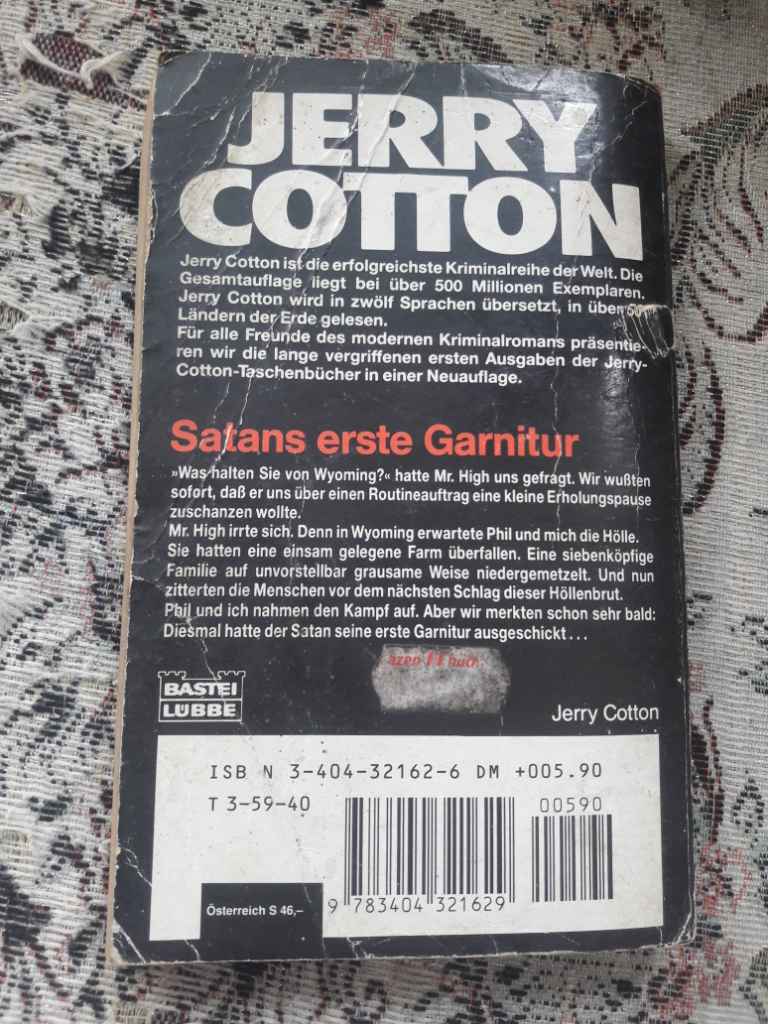 JERRY
COTTON
Jerry Cotton ist die erfolgreichste Kriminalreihe der Welt. Die
Gesamtauflage liegt bei über 500 Millionen Exemplaren.
Jerry Cotton wird in zwölf Sprachen übersetzt, in über
Ländern der Erde gelesen.
Für alle Freunde des modernen Kriminalromans präsentie-
ren wir die lange vergriffenen ersten Ausgaben der Jerry-
Cotton-Taschenbücher in einer Neuauflage.
Satans erste Garnitur
»Was halten Sie von Wyoming?« hatte Mr. High uns gefragt. Wir wußten
sofort, daß er uns über einen Routineauftrag eine kleine Erholungspause
zuschanzen wollte.
Mr. High irrte sich. Denn in Wyoming erwartete Phil und mich die Hölle.
Sie hatten eine einsam gelegene Farm überfallen. Eine siebenköpfige
Familie auf unvorstellbar grausame Weise niedergemetzelt. Und nun
zitterten die Menschen vor dem nächsten Schlag dieser Höllenbrut.
Phil und ich nahmen den Kampf auf. Aber wir merkten schon sehr bald:
Diesmal hatte der Satan seine erste Garnitur ausgeschickt...
BASTEI
LÜBBE
Jerry Cotton
ISB N 3-404-32162-6 DM +005.90
T 3-59-40
00590
9 783404 321629
Österreich S 46,–